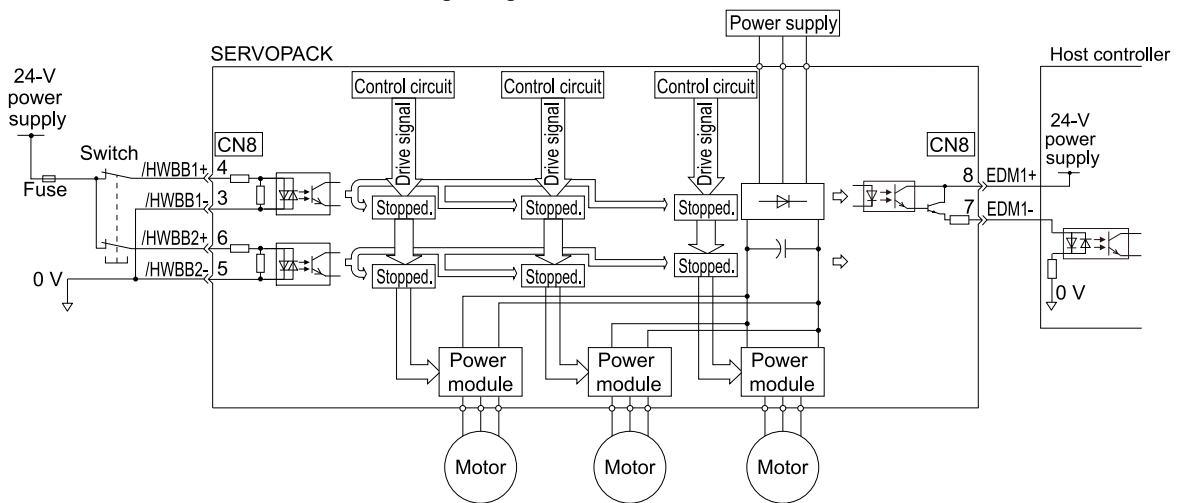 Power supply
SERVOPACK
Host controller
24-V
power
supply
Control circuit
Control circuit
Control circuit
24-V
power
supply
Switch
CN8
CN8
Drive signal
Drive signal
Drive signal
Fuse
/HWBB1+
4
8
EDM1+
/HWBB1-
3
Stopped.
Stopped.
Stopped.
7
EDM1-
/HWBB2+
6
/HWBB2-
5
Stopped.
Stopped.
Stopped.
0 V
0 V
Power
module
Power
module
Power
module
Motor
Motor
Motor